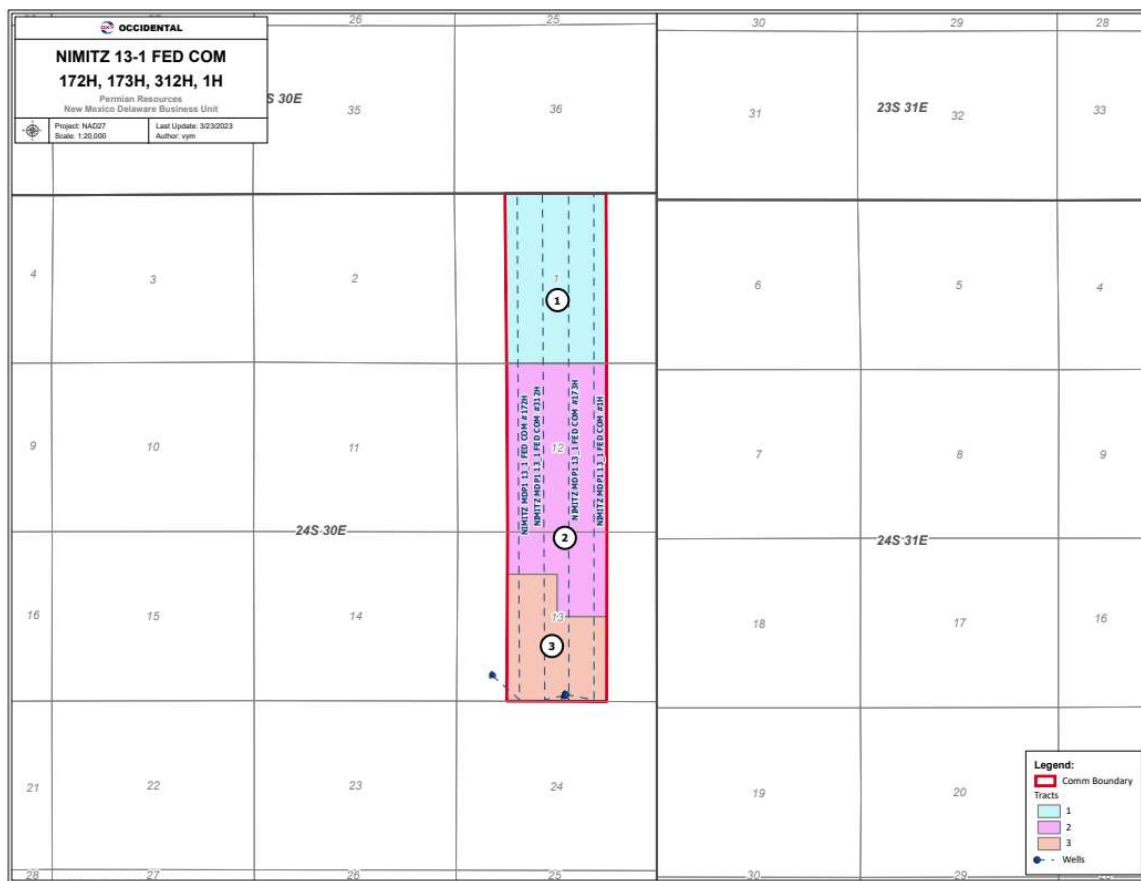 OXY OCCIDENTAL
NIMITZ 13-1 FED COM
172H, 173H, 312H, 1H
Permian Resources
New Mexico Delaware Business Unit
Project: NAD27
Scale: 1:20,000
Last Update: 3/23/2023
Author: vym
26
25
30
29
28
S 30E
35
36
31
23S 31E
32
33
4
3
2
1
1
6
5
4
9
10
11
12
7
8
9
NIMITZ MDP1 13_1 FED COM #172H
NIMITZ MDP1 13_1 FED COM #312H
NIMITZ MDP1 13_1 FED COM #173H
NIMITZ MDP1 13_1 FED COM #1H
24S 30E
2
24S 31E
16
15
14
13
18
17
16
3
21
22
23
24
19
20
Legend:
Comm Boundary
Tracts
1
2
3
Wells
28
27
26
25
30
29